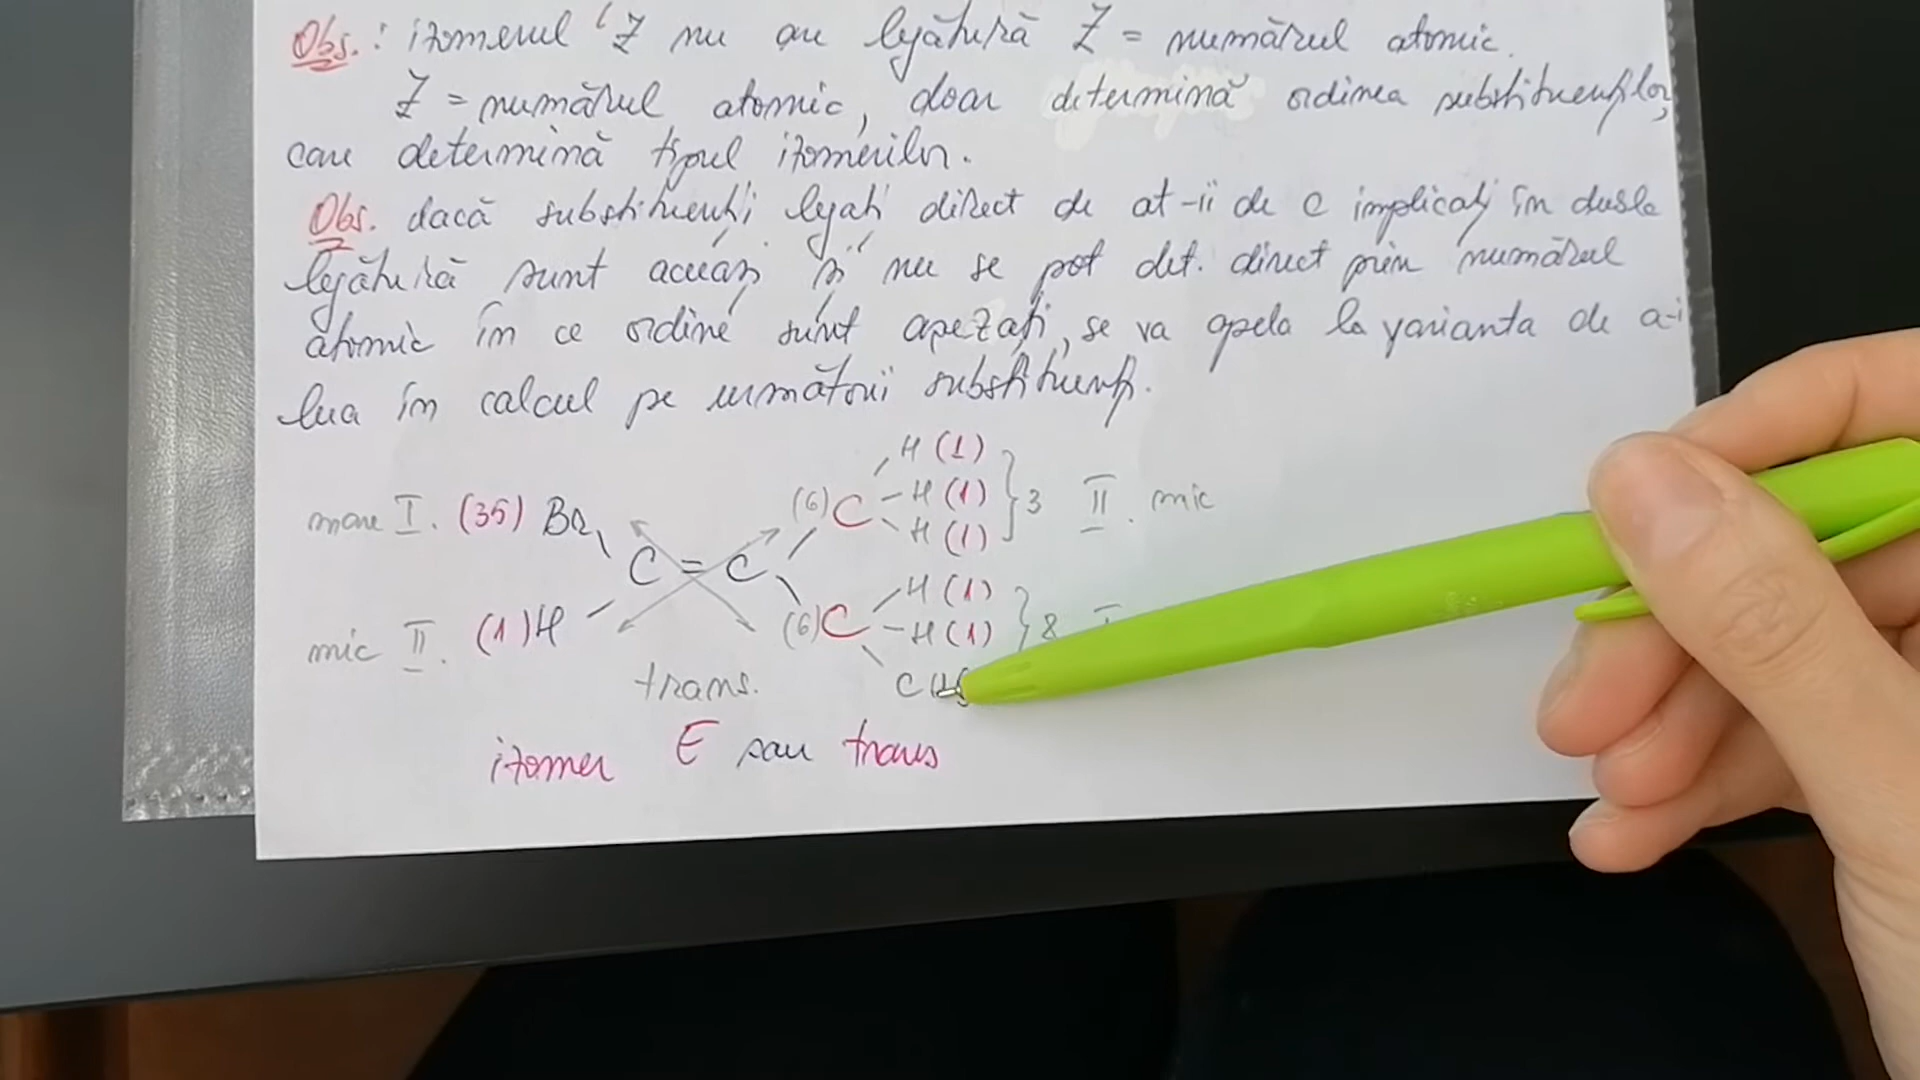 Obs. : izomerul Z nu are legătură Z = numărul atomic.
Z = numărul atomic, doar determină ordinea substituenților,
care determină tipul izomerilor.
Obs. dacă substituenții legați direct de at-ii de C implicați în dubla
legătură sunt aceeași și nu se pot det. direct prin numărul
atomic în ce ordine sunt așezați, se va apela la varianta de a-i
lua în calcul pe următorii substituenți.
H (1)
mare I. (35) Br (6) C - H (1) } 3 II. mic
H (1)
C = C
H (1)
mic II. (1) H (6) C - H (1) } 8
trans.
izomer E sau trans